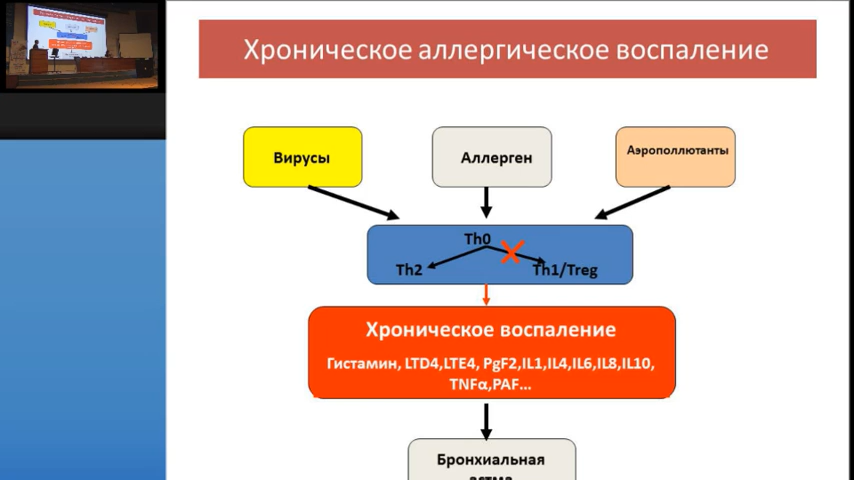 Хроническое аллергическое воспаление
Вирусы
Аллерген
Аэрополлютанты
Th0
Th2
Th1/Treg
Хроническое воспаление
Гистамин, LTD4,LTE4, PgF2,IL1,IL4,IL6,IL8,IL10,
TNFα,PAF...
Бронхиальная
астма